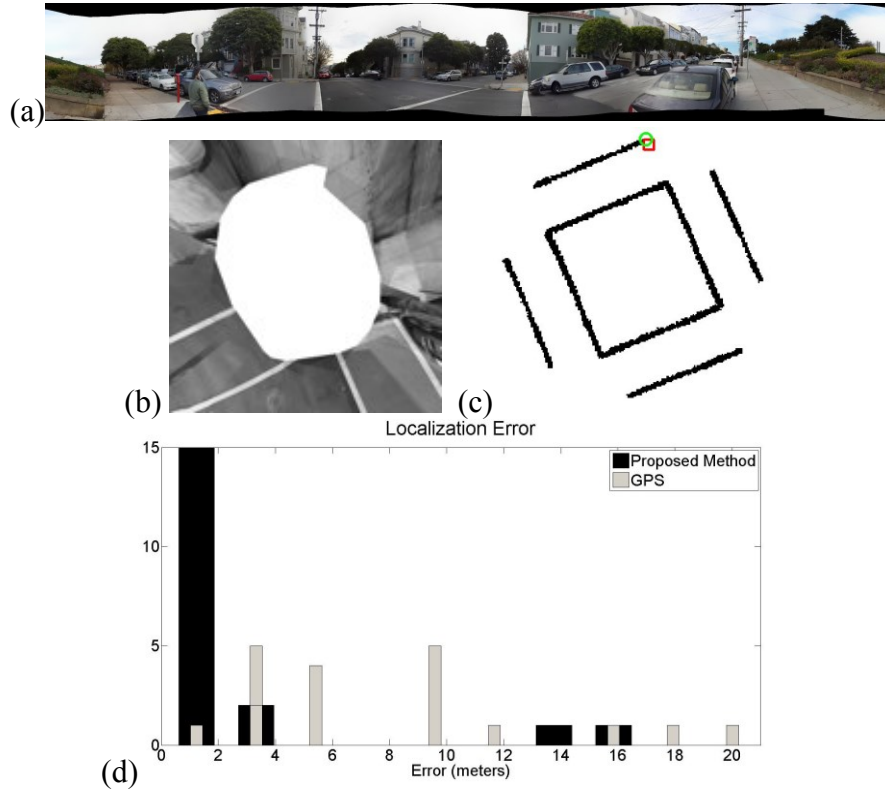 (a)
(b)
(c)
Localization Error
15
Proposed Method
GPS
10
5
0
0 2 4 6 8 10 12 14 16 18 20
Error (meters)
(d)